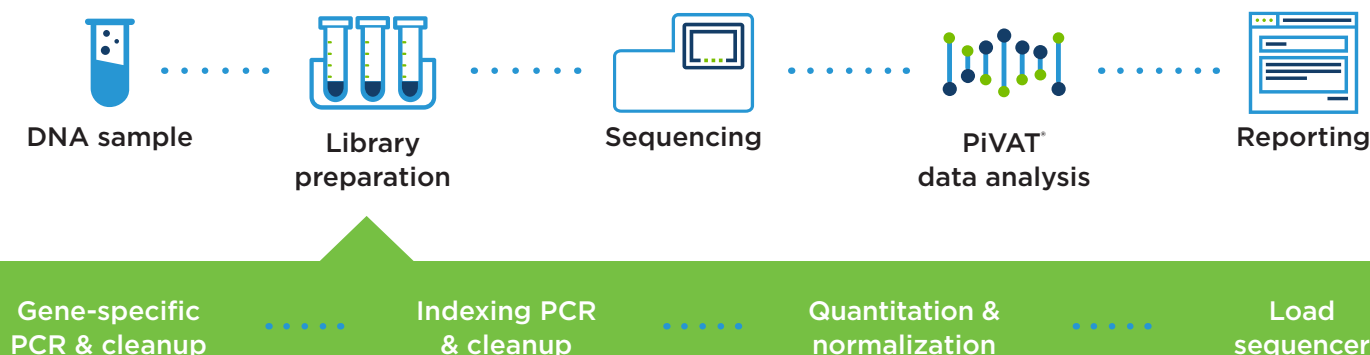 DNA sample
Library
preparation
Sequencing
PiVAT®
data analysis
Reporting
Gene-specific
PCR & cleanup
Indexing PCR
& cleanup
Quantitation &
normalization
Load
sequencer